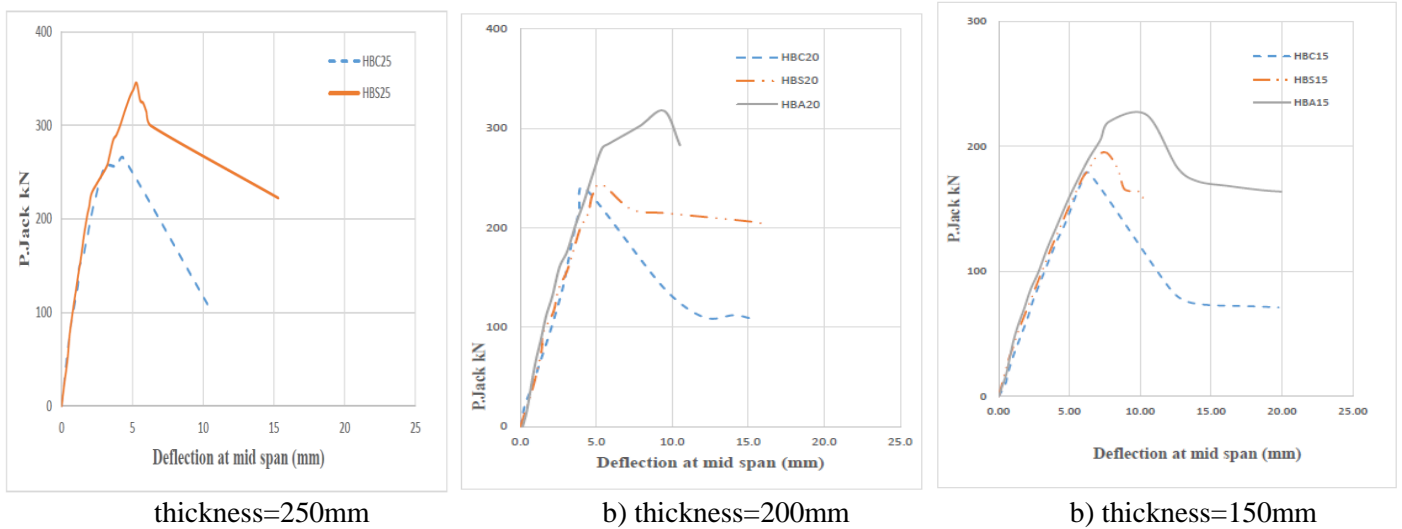 400
300
200
100
0
P.Jack kN
HBC25
HBS25
0 5 10 15 20 25
Deflection at mid span (mm)
thickness=250mm
400
300
200
100
0
P.Jack kN
HBC20
HBS20
HBA20
0.0 5.0 10.0 15.0 20.0 25.0
Deflection at mid span (mm)
b) thickness=200mm
300
200
100
0
P.Jack kN
HBC15
HBS15
HBA15
0.00 5.00 10.00 15.00 20.00 25.00
Deflection at mid span (mm)
b) thickness=150mm